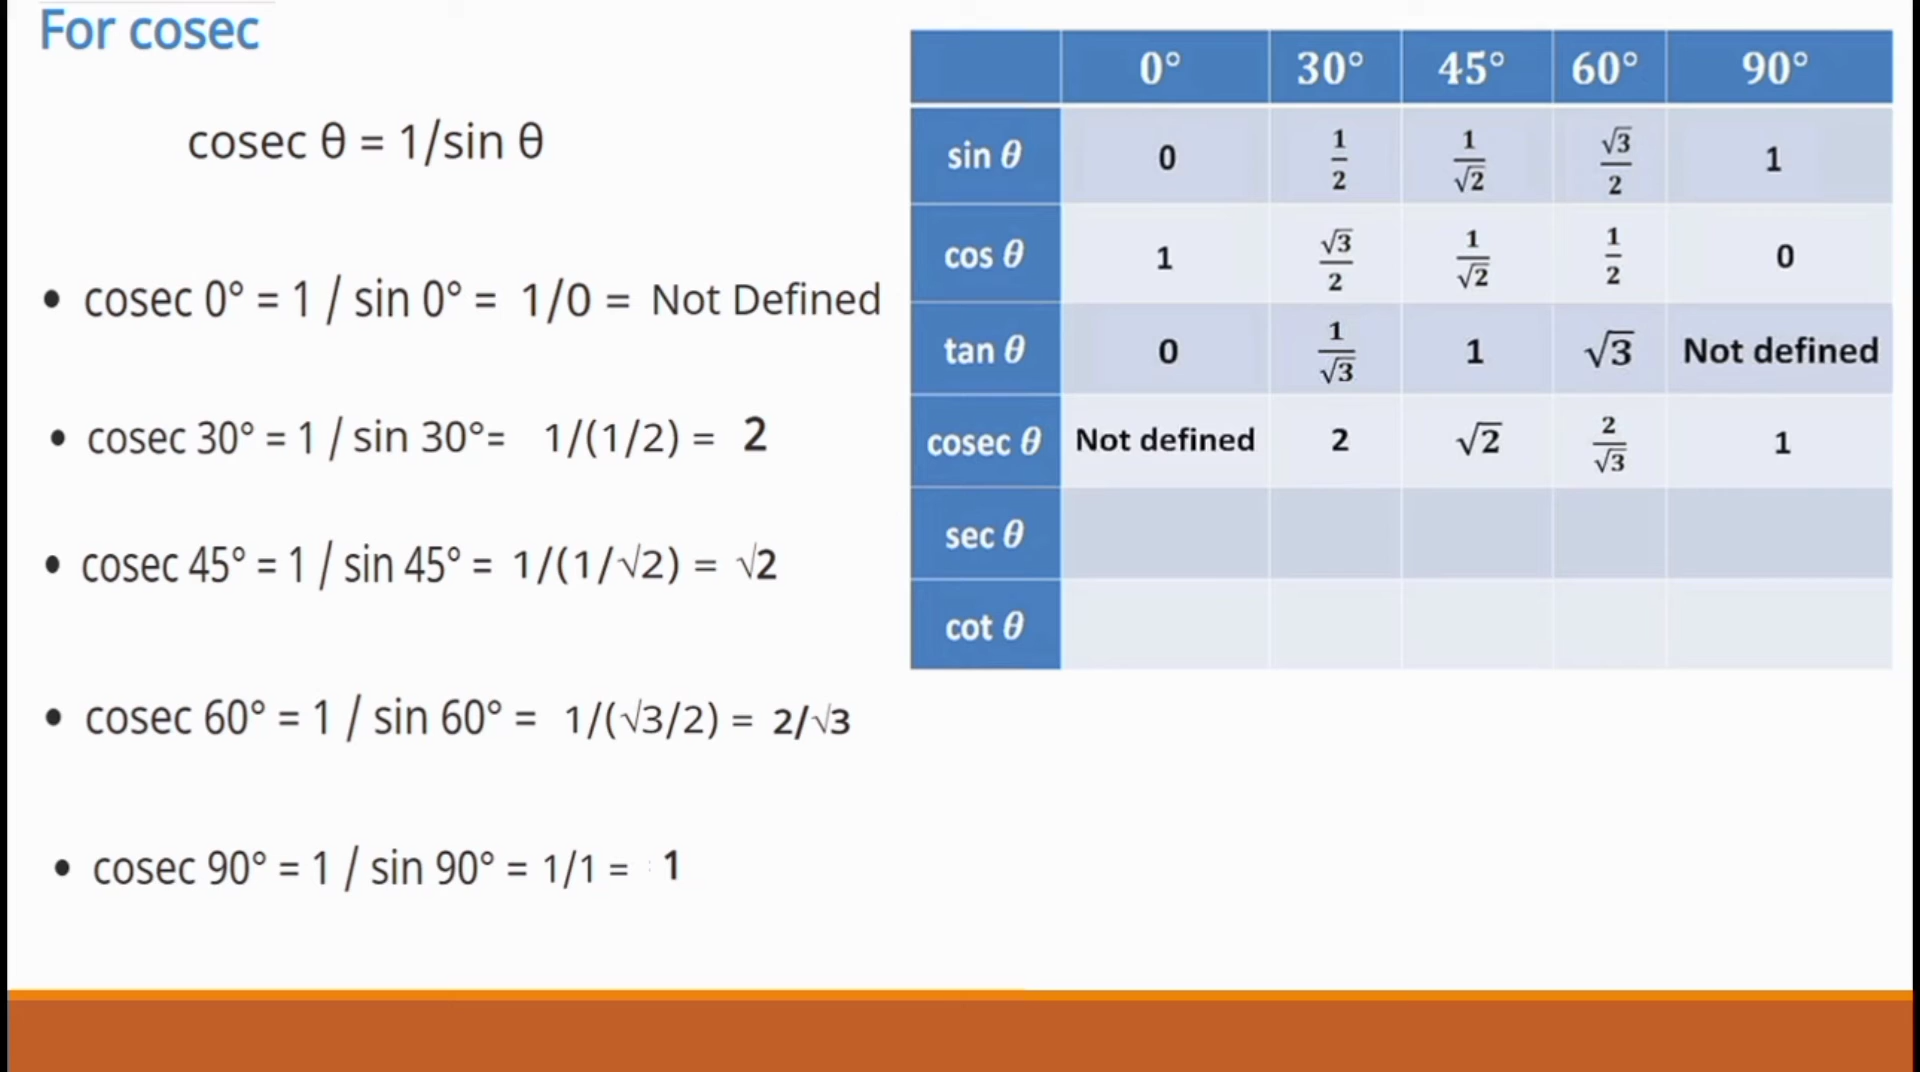 For cosec
cosec θ = 1/sin θ
• cosec 0° = 1 / sin 0° = 1/0 = Not Defined
• cosec 30° = 1 / sin 30°= 1/(1/2) = 2
• cosec 45° = 1 / sin 45° = 1/(1/√2) = √2
• cosec 60° = 1 / sin 60° = 1/(√3/2) = 2/√3
• cosec 90° = 1 / sin 90° = 1/1 = 1
0° 30° 45° 60° 90°
sin θ 0 1/2 1/√2 √3/2 1
cos θ 1 √3/2 1/√2 1/2 0
tan θ 0 1/√3 1 √3 Not defined
cosec θ Not defined 2 √2 2/√3 1
sec θ
cot θ